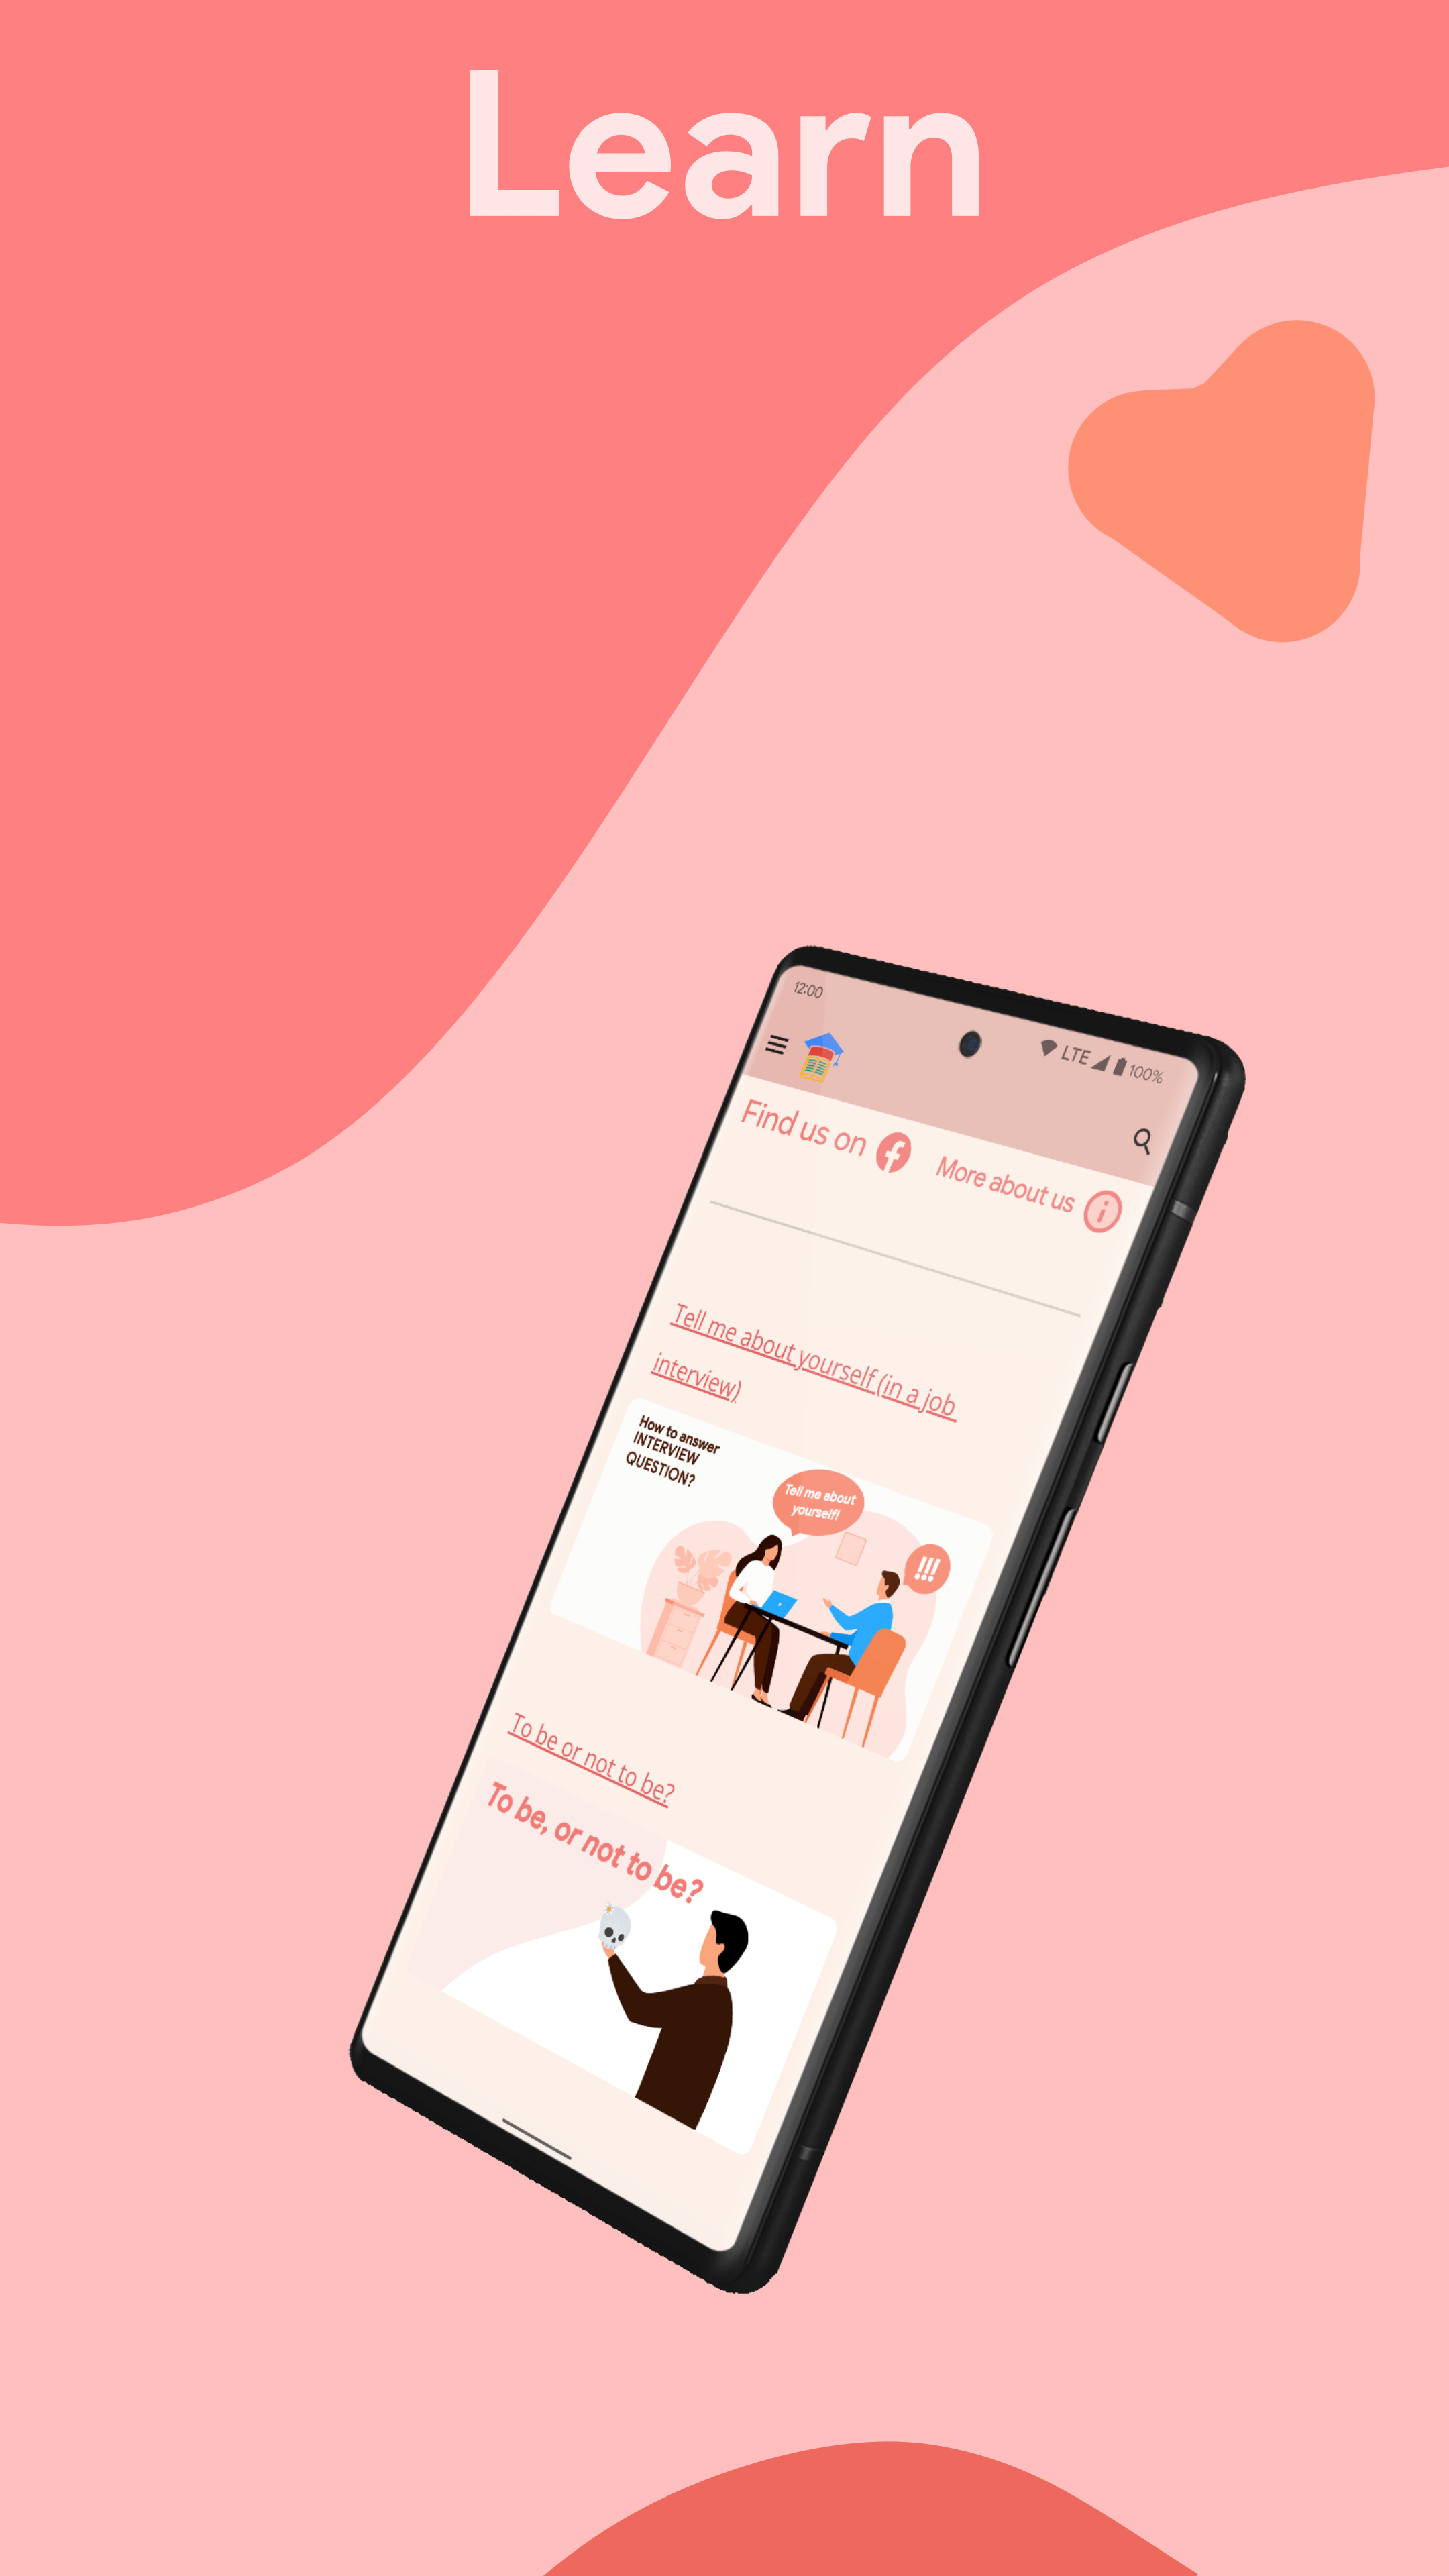 Learn
12:00
LTE 100%
Find us on
More about us
Tell me about yourself (in a job
interview)
How to answer
INTERVIEW
QUESTION?
Tell me about
yourself!
!!!
To be or not to be?
To be, or not to be?